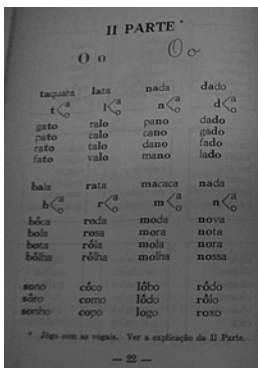 II PARTE *
O o O o
taquara lata nada dado
t< a o l< a o n< a o d< a o
gato ralo pano dado
pato calo cano gado
rato talo dano fado
fato valo mano lado
bala rata macaca nada
b< a o r< a o m< a o n< a o
bôca roda moda nova
bola rosa mora nota
bota rôla mola nora
bôlha rôlha molha nossa
sono côco lôbo rôdo
sôro como lôdo rôlo
sonho copo logo roxo
* Jôgo com as vogais. Ver a explicação da II Parte.
— 22 —